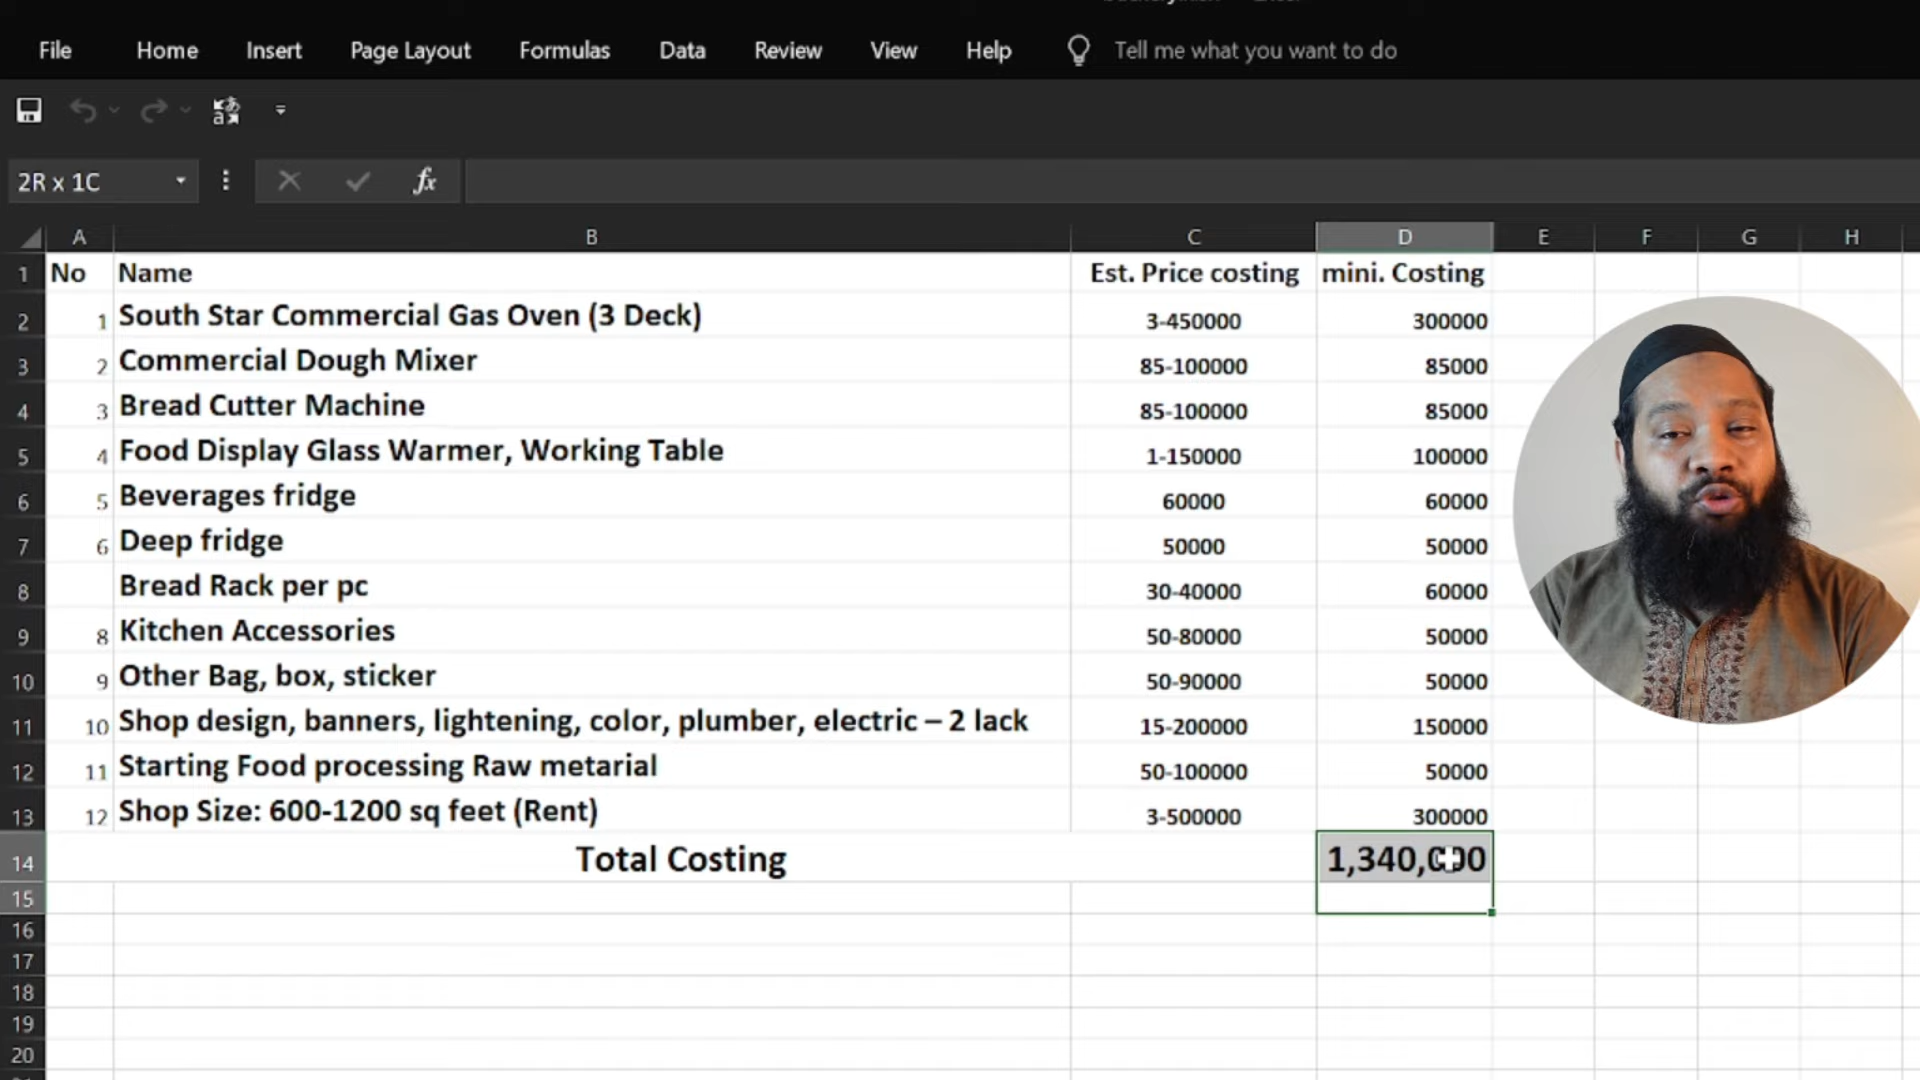 File Home Insert Page Layout Formulas Data Review View Help Tell me what you want to do
2R x 1C fx
A B C D E F G H
1 No Name Est. Price costing mini. Costing
2 1 South Star Commercial Gas Oven (3 Deck) 3-450000 300000
3 2 Commercial Dough Mixer 85-100000 85000
4 3 Bread Cutter Machine 85-100000 85000
5 4 Food Display Glass Warmer, Working Table 1-150000 100000
6 5 Beverages fridge 60000 60000
7 6 Deep fridge 50000 50000
8 Bread Rack per pc 30-40000 60000
9 8 Kitchen Accessories 50-80000 50000
10 9 Other Bag, box, sticker 50-90000 50000
11 10 Shop design, banners, lightening, color, plumber, electric – 2 lack 15-200000 150000
12 11 Starting Food processing Raw metarial 50-100000 50000
13 12 Shop Size: 600-1200 sq feet (Rent) 3-500000 300000
14 Total Costing 1,340,000
15
16
17
18
19
20